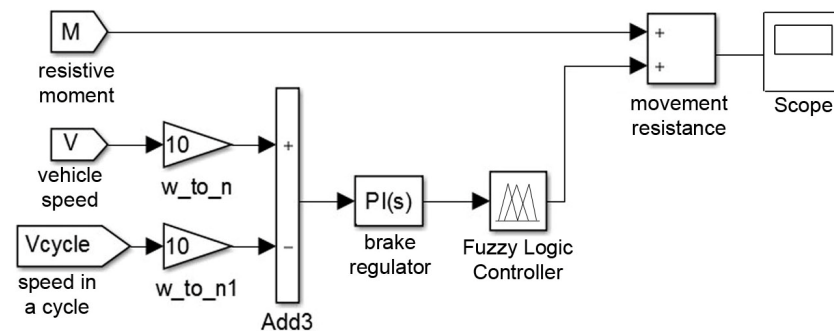 M
resistive
moment
+
+
movement
resistance
Scope
V
vehicle
speed
10
w_to_n
+
PI(s)
brake
regulator
Fuzzy Logic
Controller
Vcycle
speed in
a cycle
10
w_to_n1
−
Add3